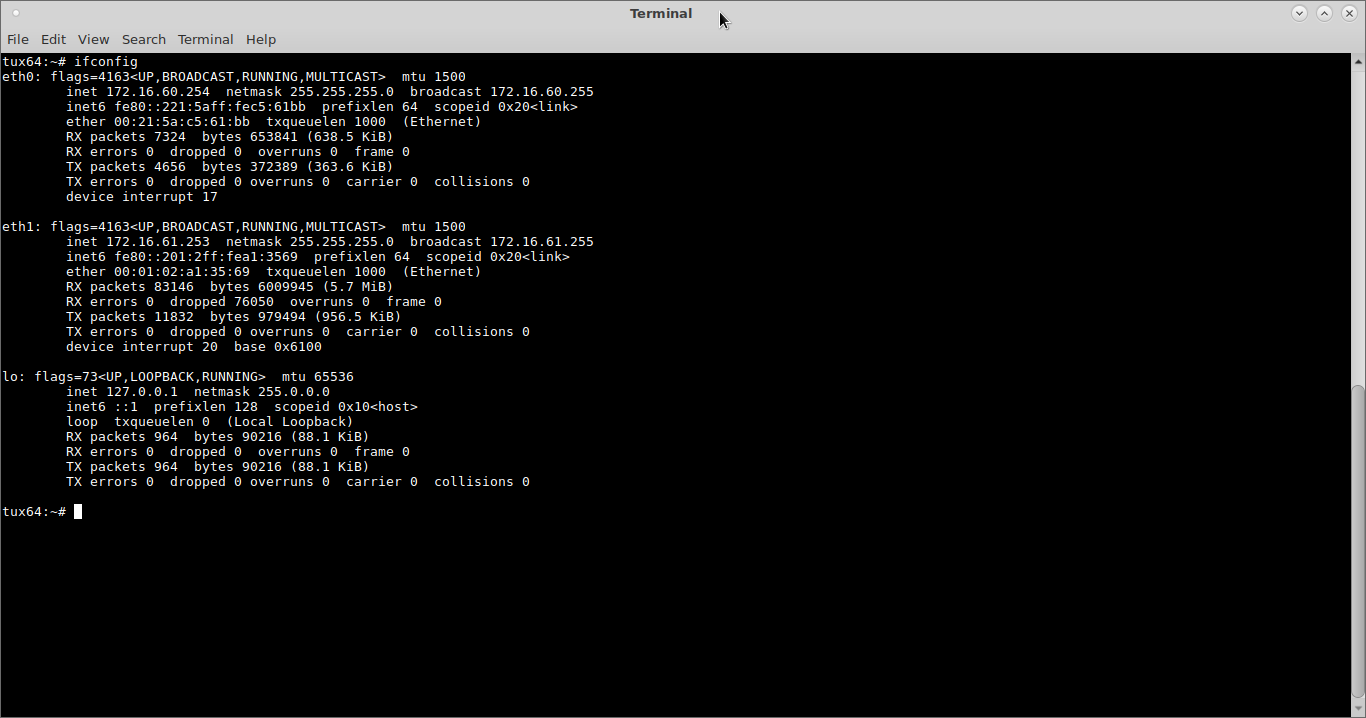 Terminal
File Edit View Search Terminal Help
tux64:~# ifconfig
eth0: flags=4163<UP,BROADCAST,RUNNING,MULTICAST>  mtu 1500
        inet 172.16.60.254  netmask 255.255.255.0  broadcast 172.16.60.255
        inet6 fe80::221:5aff:fec5:61bb  prefixlen 64  scopeid 0x20<link>
        ether 00:21:5a:c5:61:bb  txqueuelen 1000  (Ethernet)
        RX packets 7324  bytes 653841 (638.5 KiB)
        RX errors 0  dropped 0  overruns 0  frame 0
        TX packets 4656  bytes 372389 (363.6 KiB)
        TX errors 0  dropped 0 overruns 0  carrier 0  collisions 0
        device interrupt 17

eth1: flags=4163<UP,BROADCAST,RUNNING,MULTICAST>  mtu 1500
        inet 172.16.61.253  netmask 255.255.255.0  broadcast 172.16.61.255
        inet6 fe80::201:2ff:fea1:3569  prefixlen 64  scopeid 0x20<link>
        ether 00:01:02:a1:35:69  txqueuelen 1000  (Ethernet)
        RX packets 83146  bytes 6009945 (5.7 MiB)
        RX errors 0  dropped 76050  overruns 0  frame 0
        TX packets 11832  bytes 979494 (956.5 KiB)
        TX errors 0  dropped 0 overruns 0  carrier 0  collisions 0
        device interrupt 20  base 0x6100

lo: flags=73<UP,LOOPBACK,RUNNING>  mtu 65536
        inet 127.0.0.1  netmask 255.0.0.0
        inet6 ::1  prefixlen 128  scopeid 0x10<host>
        loop  txqueuelen 0  (Local Loopback)
        RX packets 964  bytes 90216 (88.1 KiB)
        RX errors 0  dropped 0  overruns 0  frame 0
        TX packets 964  bytes 90216 (88.1 KiB)
        TX errors 0  dropped 0 overruns 0  carrier 0  collisions 0

tux64:~#